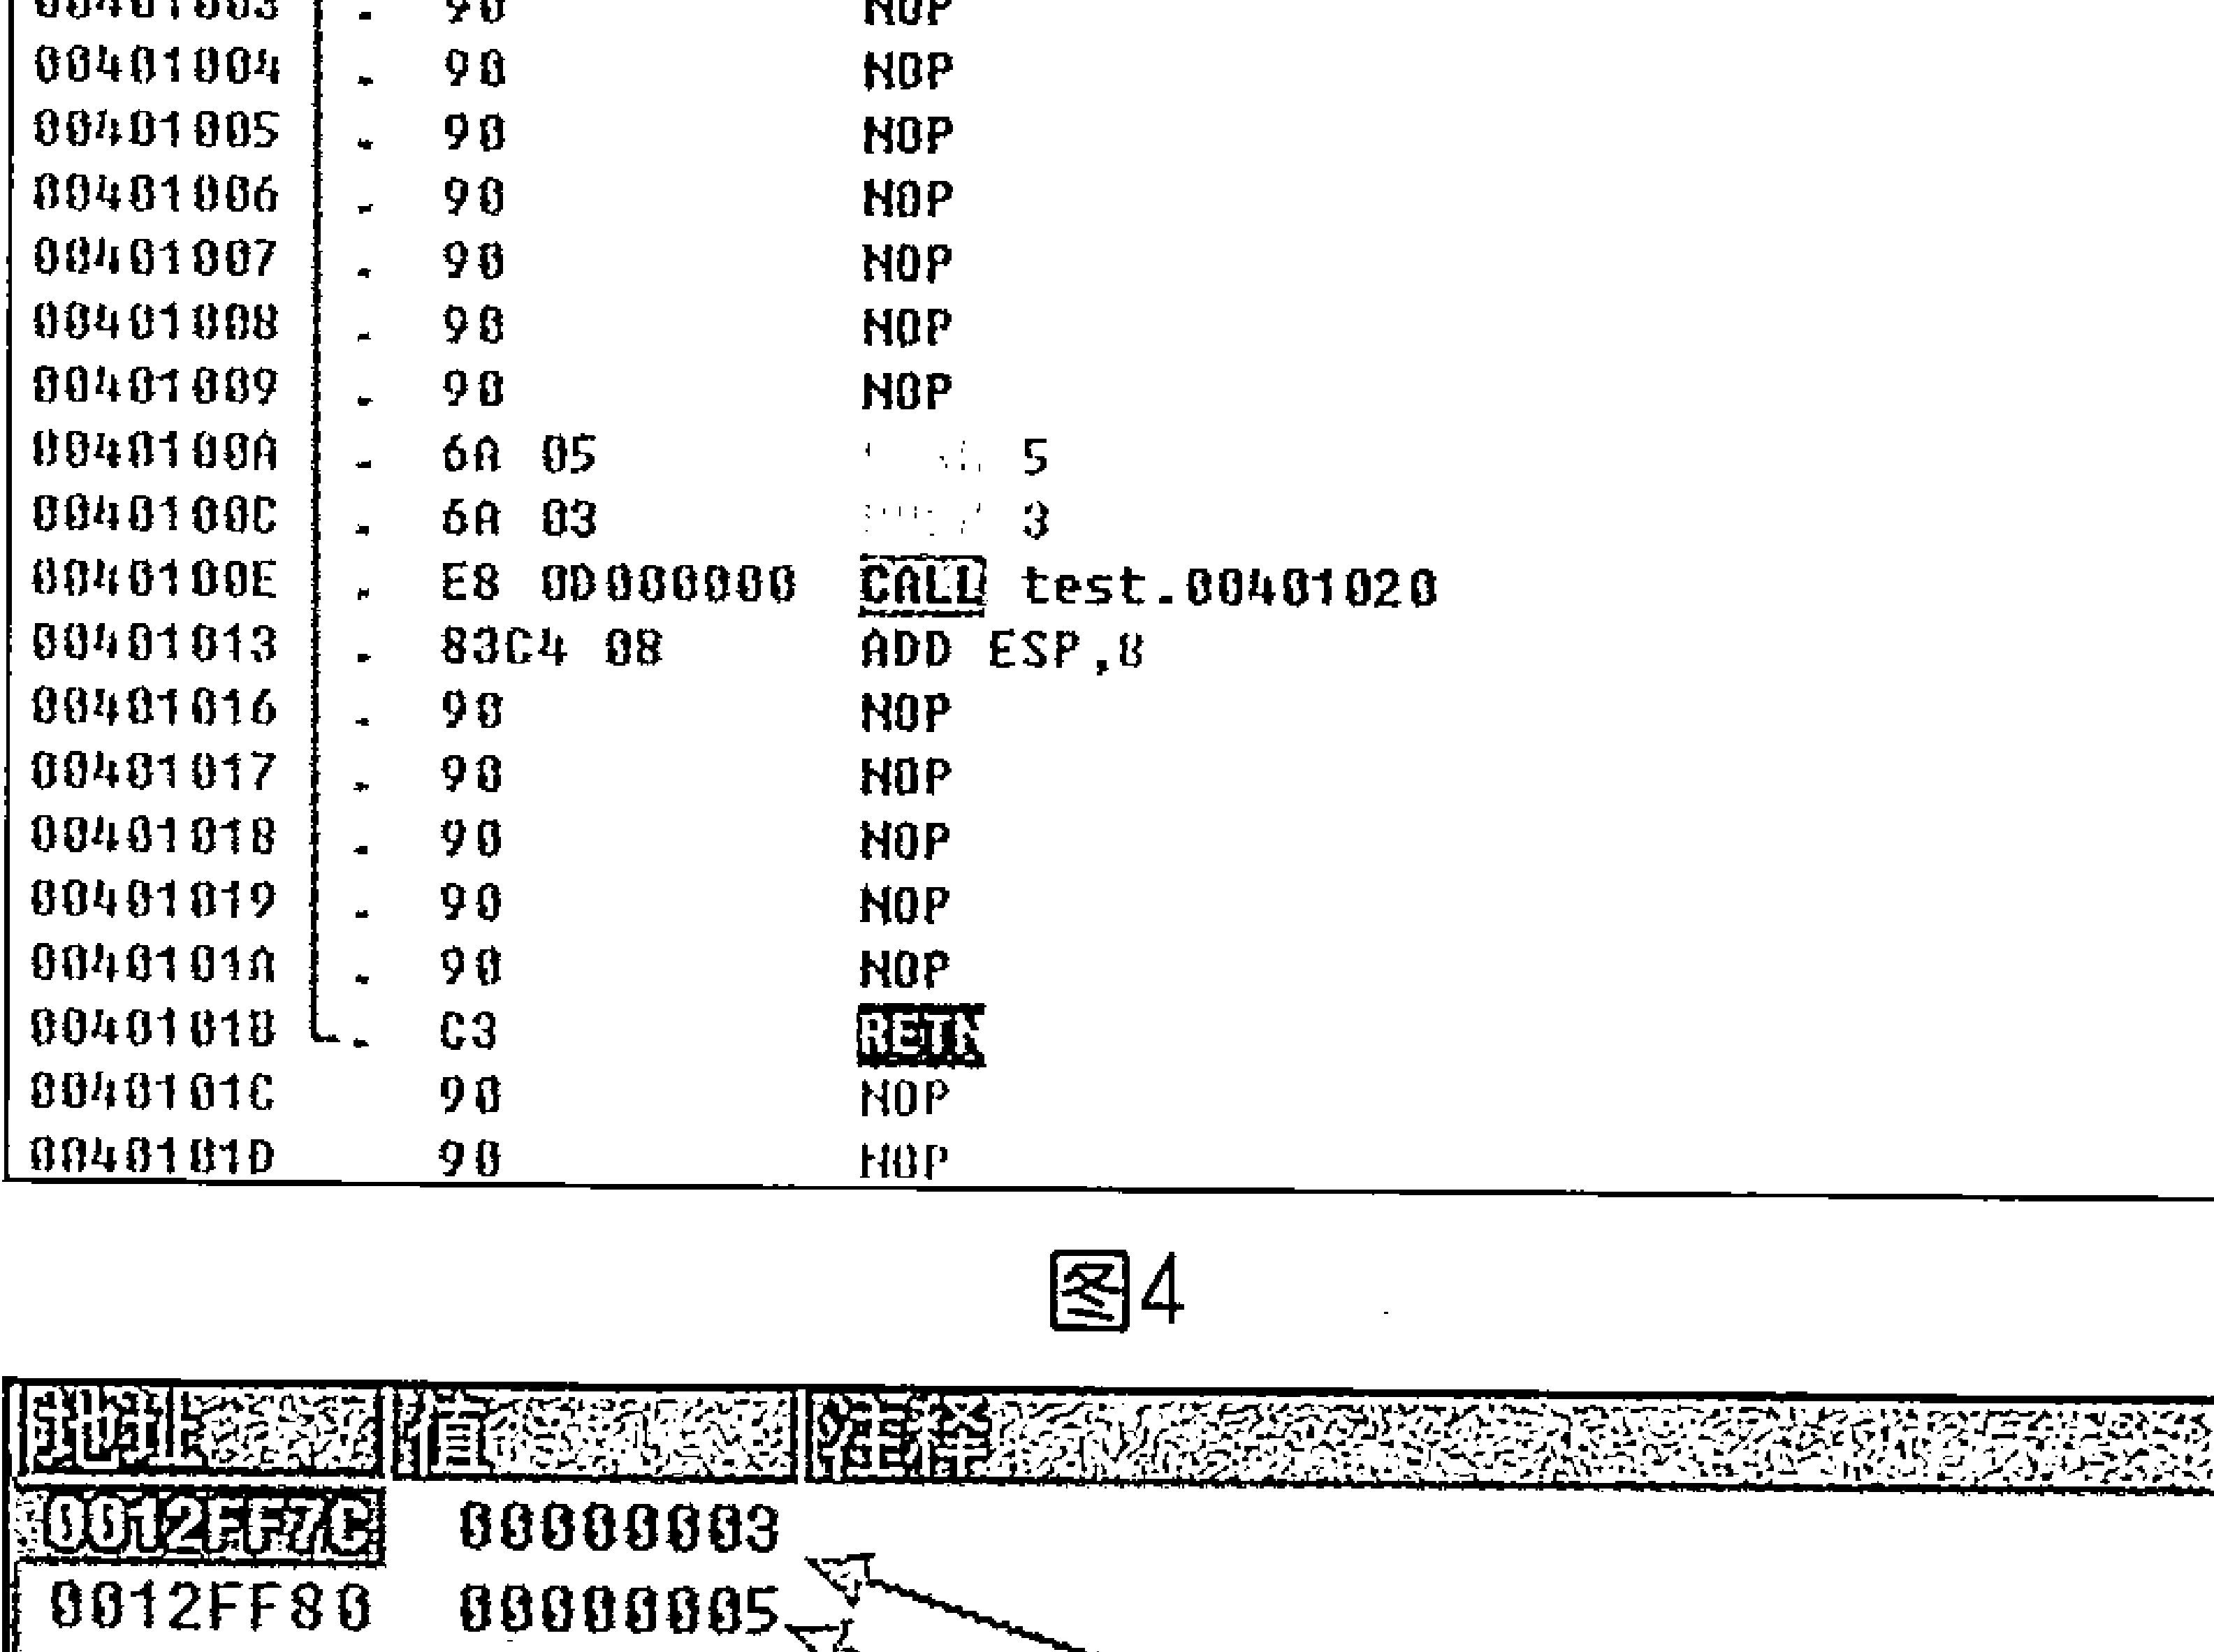 00401003 . 90 NOP
00401004 . 90 NOP
00401005 . 90 NOP
00401006 . 90 NOP
00401007 . 90 NOP
00401008 . 90 NOP
00401009 . 90 NOP
0040100A . 6A 05 5
0040100C . 6A 03 3
0040100E . E8 0D000000 CALL test.00401020
00401013 . 83C4 08 ADD ESP,8
00401016 . 90 NOP
00401017 . 90 NOP
00401018 . 90 NOP
00401019 . 90 NOP
0040101A . 90 NOP
0040101B . C3 RETN
0040101C 90 NOP
0040101D 90 NOP
图4
地址 值 注释
0012FF7C 00000003
0012FF80 00000005